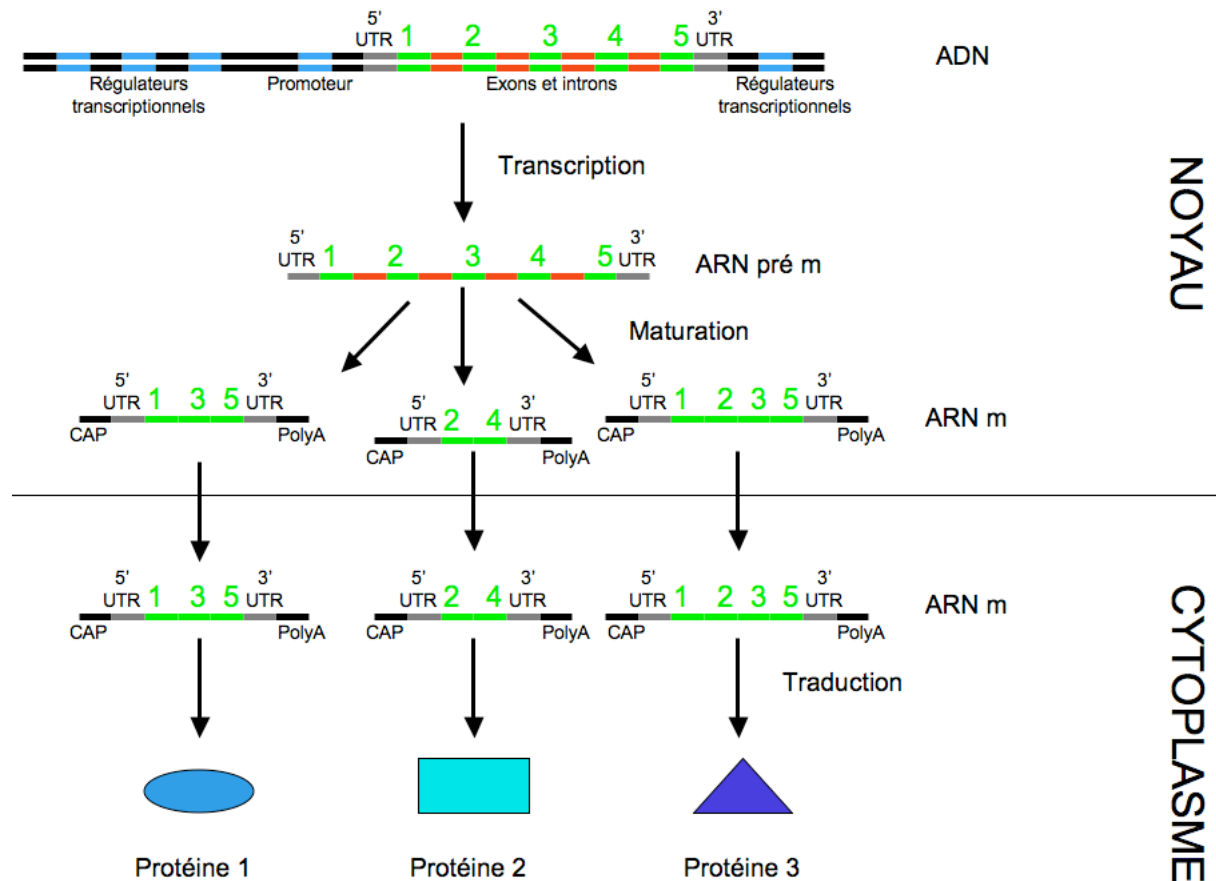 5' 3'
UTR 1 2 3 4 5 UTR
ADN
Régulateurs transcriptionnels
Promoteur
Exons et introns
Régulateurs transcriptionnels
Transcription
NOYAU
5' 3'
UTR 1 2 3 4 5 UTR
ARN pré m
Maturation
5' 3'
UTR 1 3 5 UTR
CAP PolyA
5' 3'
UTR 2 4 UTR
CAP PolyA
5' 3'
UTR 1 2 3 5 UTR
CAP PolyA
ARN m
5' 3'
UTR 1 3 5 UTR
CAP PolyA
5' 3'
UTR 2 4 UTR
CAP PolyA
5' 3'
UTR 1 2 3 5 UTR
CAP PolyA
ARN m
CYTOPLASME
Traduction
Protéine 1
Protéine 2
Protéine 3